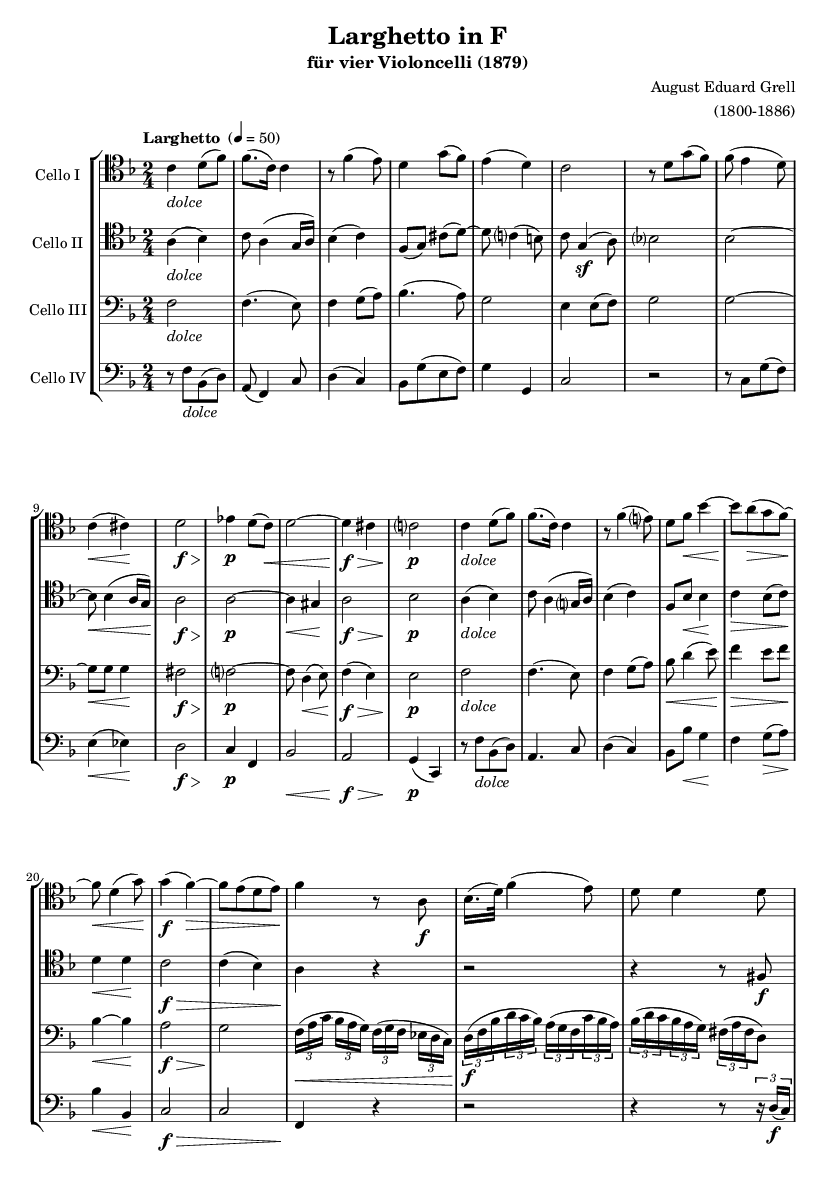 Larghetto in F
für vier Violoncelli (1879)
August Eduard Grell
(1800-1886)
Larghetto (♩ = 50)
Cello I
dolce
Cello II
dolce
sf
Cello III
dolce
Cello IV
dolce
9
f p f p dolce
f p f p dolce
f p f p dolce
f p f p dolce
20
f f
f f
f 3 3 3 3 f 3 3 3 3 3 3 3
f 3 f